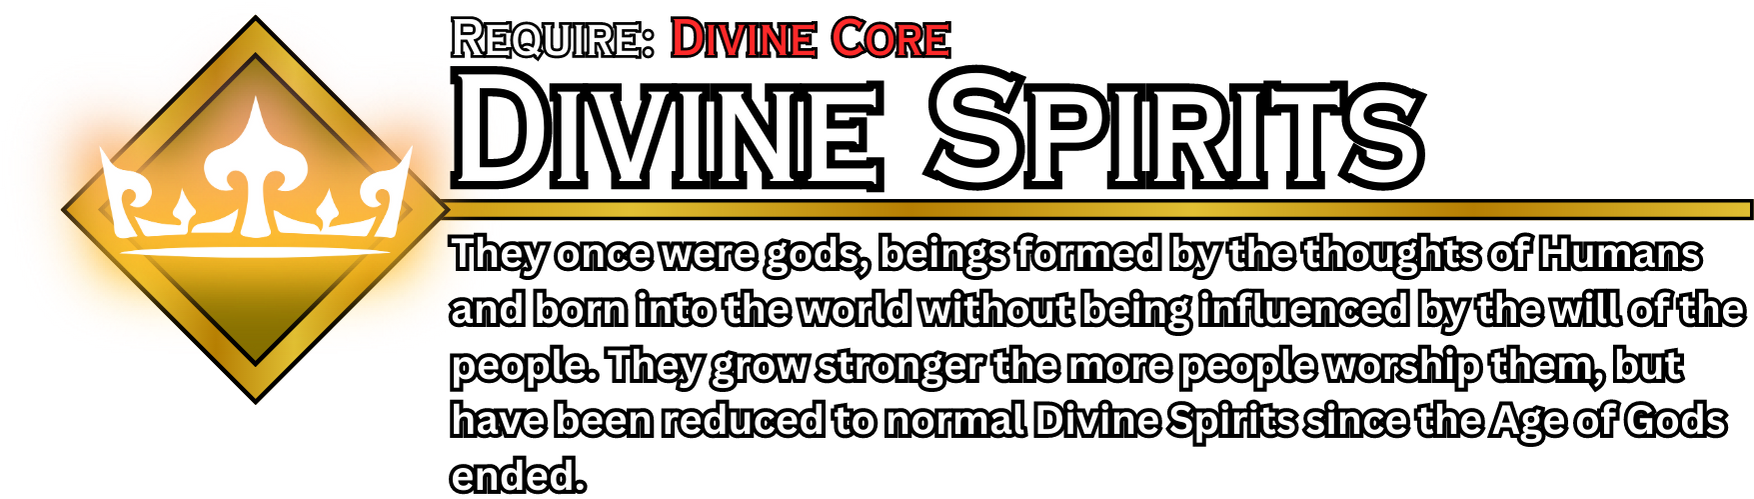 Require: Divine Core
Divine Spirits
They once were gods, beings formed by the thoughts of Humans
and born into the world without being influenced by the will of the
people. They grow stronger the more people worship them, but
have been reduced to normal Divine Spirits since the Age of Gods
ended.